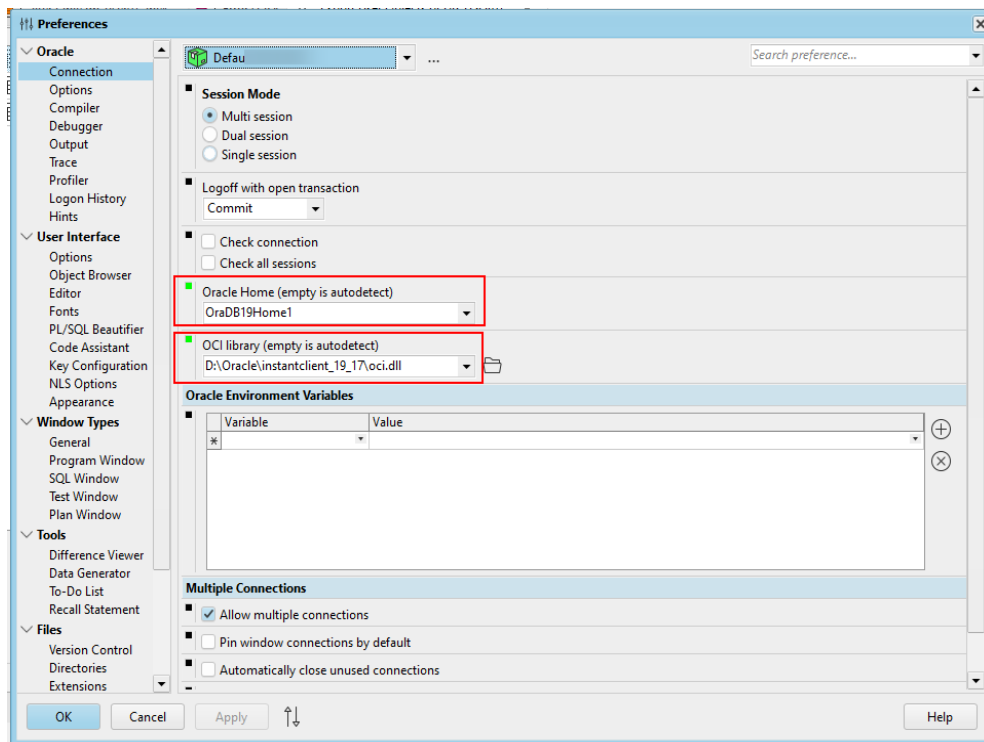 Preferences
Oracle
Connection
Options
Compiler
Debugger
Output
Trace
Profiler
Logon History
Hints
User Interface
Options
Object Browser
Editor
Fonts
PL/SQL Beautifier
Code Assistant
Key Configuration
NLS Options
Appearance
Window Types
General
Program Window
SQL Window
Test Window
Plan Window
Tools
Difference Viewer
Data Generator
To-Do List
Recall Statement
Files
Version Control
Directories
Extensions
Defau
...
Search preference...
Session Mode
Multi session
Dual session
Single session
Logoff with open transaction
Commit
Check connection
Check all sessions
Oracle Home (empty is autodetect)
OraDB19Home1
OCI library (empty is autodetect)
D:\Oracle\instantclient_19_17\oci.dll
Oracle Environment Variables
Variable Value
Multiple Connections
Allow multiple connections
Pin window connections by default
Automatically close unused connections
OK Cancel Apply Help